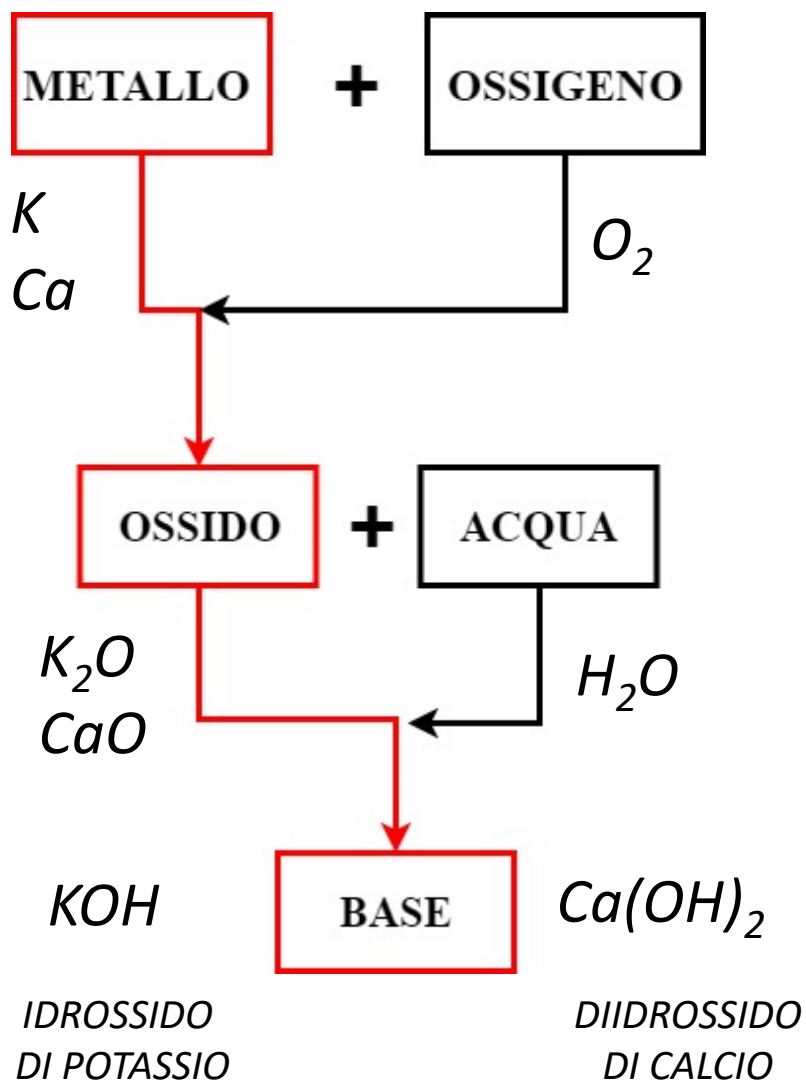 METALLO + OSSIGENO
K
Ca
O₂
OSSIDO + ACQUA
K₂O
CaO
H₂O
KOH
BASE
Ca(OH)₂
IDROSSIDO
DI POTASSIO
DIIDROSSIDO
DI CALCIO